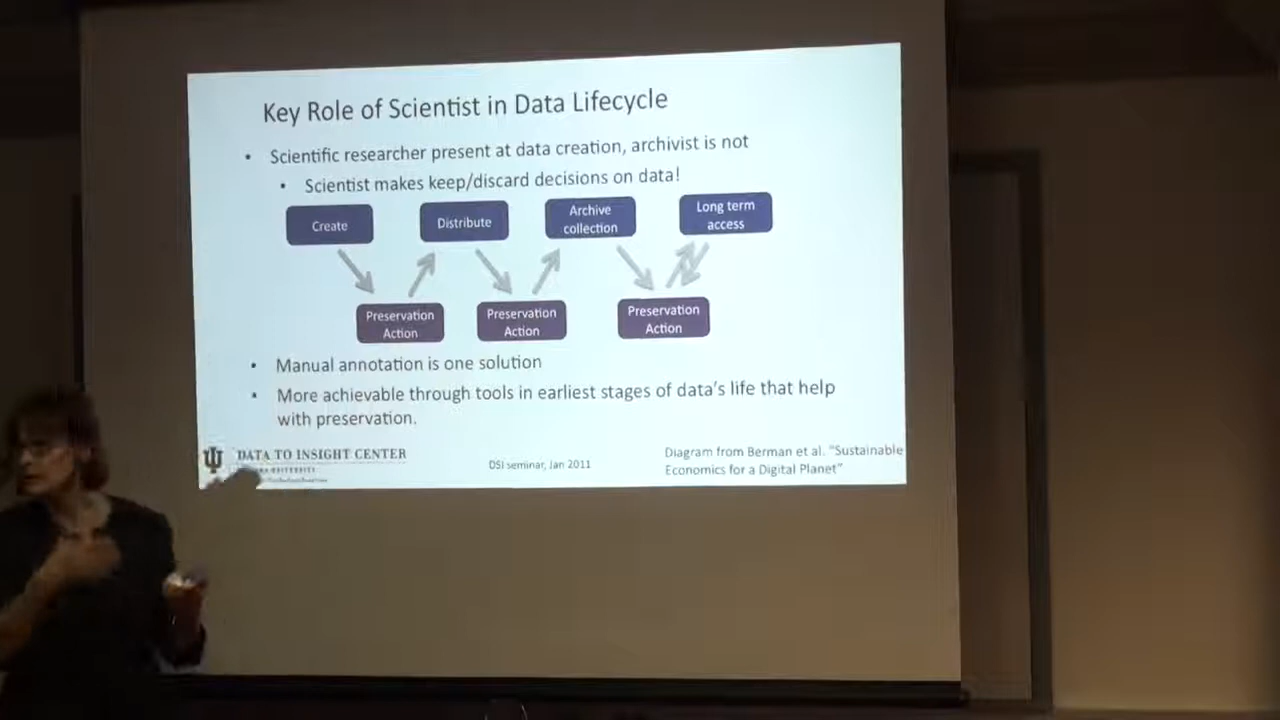 Key Role of Scientist in Data Lifecycle
• Scientific researcher present at data creation, archivist is not
• Scientist makes keep/discard decisions on data!
Create
Distribute
Archive
collection
Long term
access
Preservation
Action
Preservation
Action
Preservation
Action
• Manual annotation is one solution
• More achievable through tools in earliest stages of data's life that help
with preservation.
DATA TO INSIGHT CENTER
DSI seminar, Jan 2011
Diagram from Berman et al. "Sustainable
Economics for a Digital Planet"